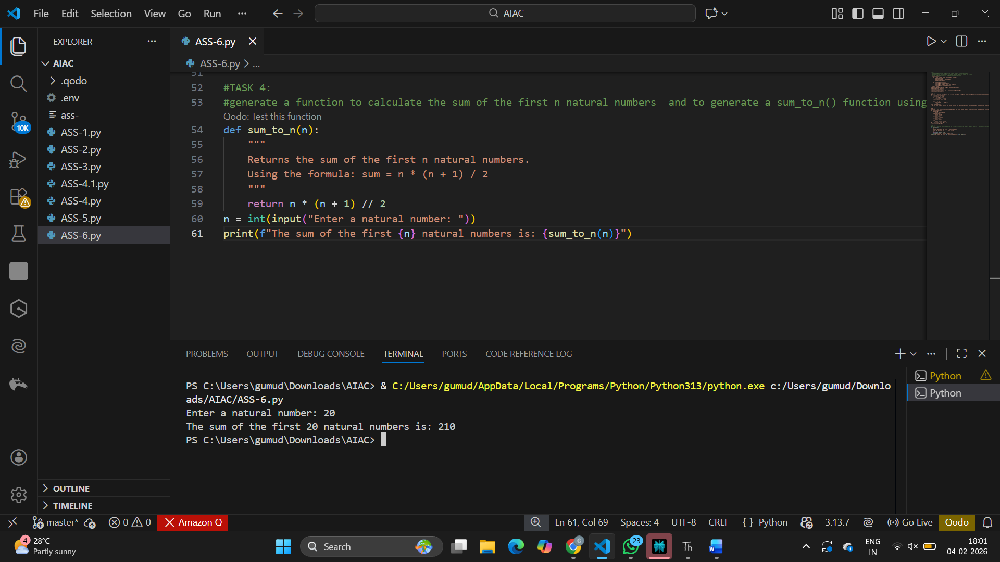 File Edit Selection View Go Run
AIAC
EXPLORER
AIAC
.qodo
.env
ass-
ASS-1.py
ASS-2.py
ASS-3.py
ASS-4.1.py
ASS-4.py
ASS-5.py
ASS-6.py
OUTLINE
TIMELINE
10K
ASS-6.py
ASS-6.py > ...
51
52 #TASK 4:
53 #generate a function to calculate the sum of the first n natural numbers  and to generate a sum_to_n() function using
Qodo: Test this function
54 def sum_to_n(n):
55     """
56     Returns the sum of the first n natural numbers.
57     Using the formula: sum = n * (n + 1) / 2
58     """
59     return n * (n + 1) // 2
60 n = int(input("Enter a natural number: "))
61 print(f"The sum of the first {n} natural numbers is: {sum_to_n(n)}")
PROBLEMS OUTPUT DEBUG CONSOLE TERMINAL PORTS CODE REFERENCE LOG
PS C:\Users\gumud\Downloads\AIAC> & C:/Users/gumud/AppData/Local/Programs/Python/Python313/python.exe c:/Users/gumud/Downlo
ads/AIAC/ASS-6.py
Enter a natural number: 20
The sum of the first 20 natural numbers is: 210
PS C:\Users\gumud\Downloads\AIAC>
Python
Python
master* 0 0 Amazon Q Ln 61, Col 69 Spaces: 4 UTF-8 CRLF { } Python 3.13.7 Go Live Qodo
4 28°C
Partly sunny
Search
G
23
Th
W
ENG
IN
18:01
04-02-2026